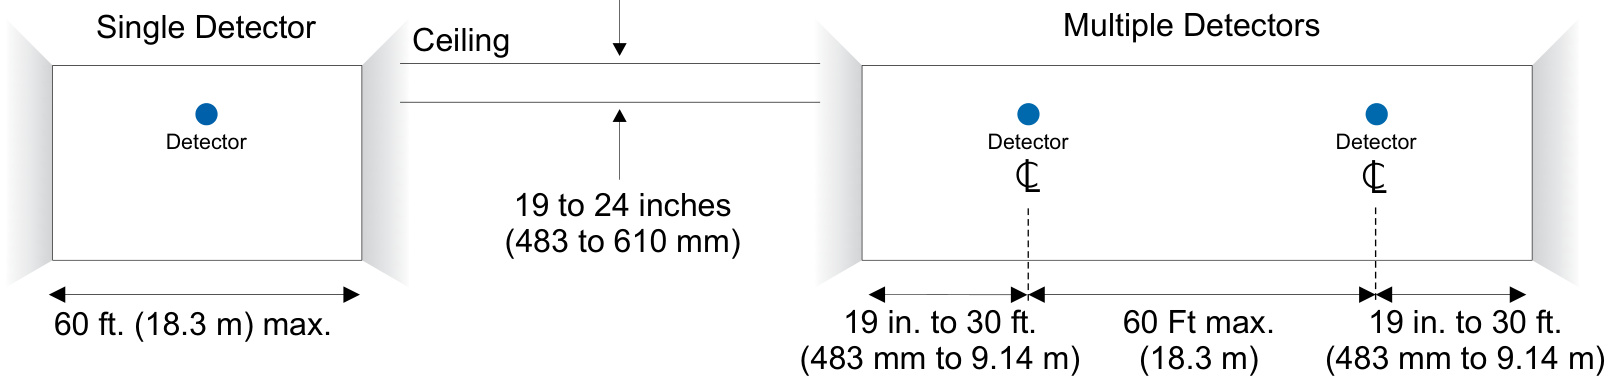 Single Detector
Detector
60 ft. (18.3 m) max.
Ceiling
19 to 24 inches
(483 to 610 mm)
Multiple Detectors
Detector
℄
Detector
℄
19 in. to 30 ft.
(483 mm to 9.14 m)
60 Ft max.
(18.3 m)
19 in. to 30 ft.
(483 mm to 9.14 m)